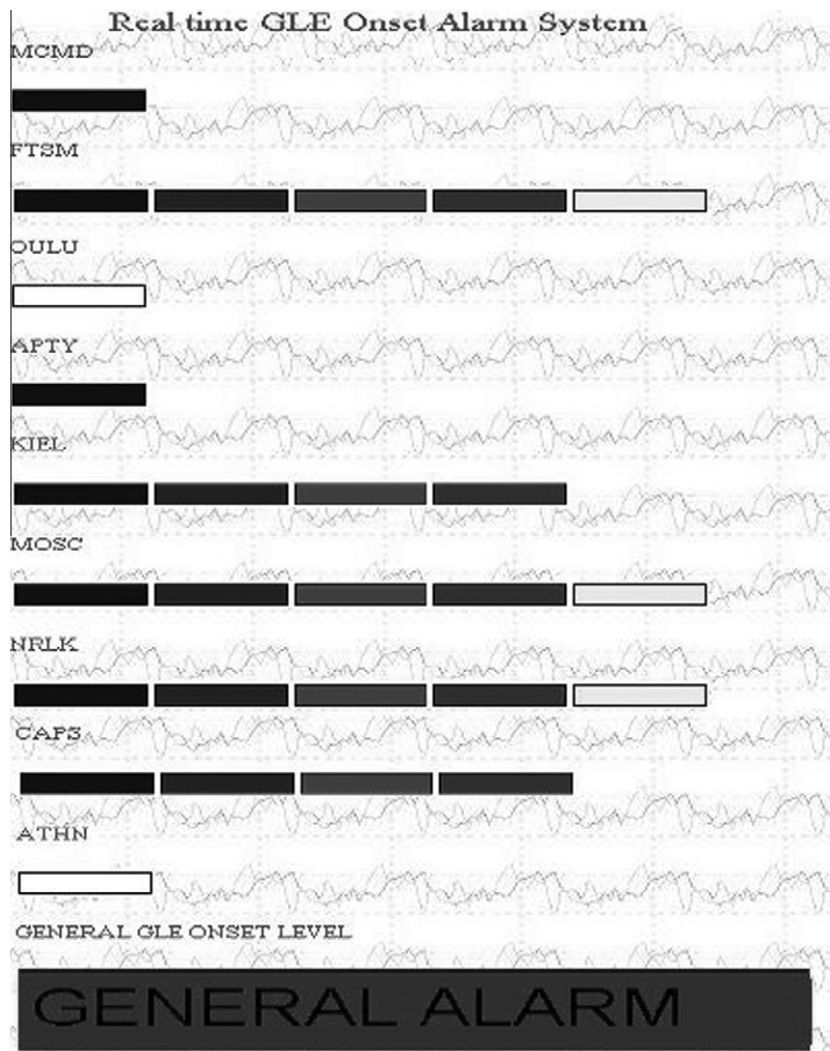 Real time GLE Onset Alarm System
MCMD
FTSM
OULU
APTY
KIEL
MOSC
NRLK
CAPS
ATHN
GENERAL GLE ONSET LEVEL
GENERAL ALARM